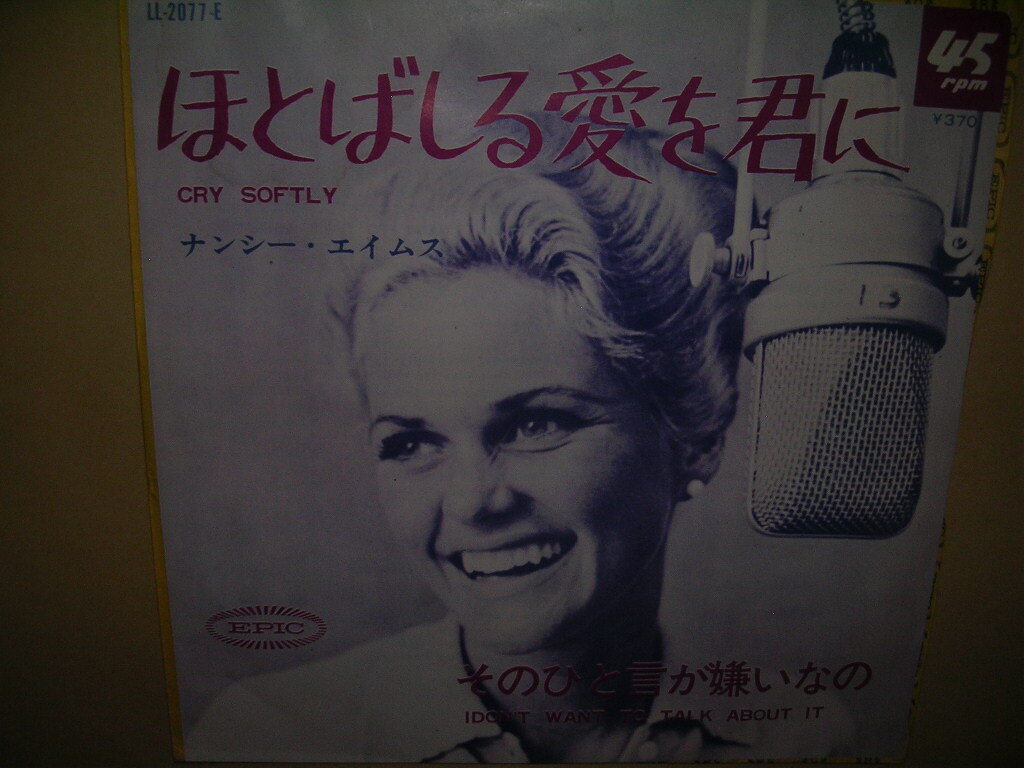 LL-2077-E
45
rpm
¥370
ほとばしる愛を君に
CRY SOFTLY
ナンシー・エイムス
13
EPIC
そのひと言が嫌いなの
I DON'T WANT TO TALK ABOUT IT